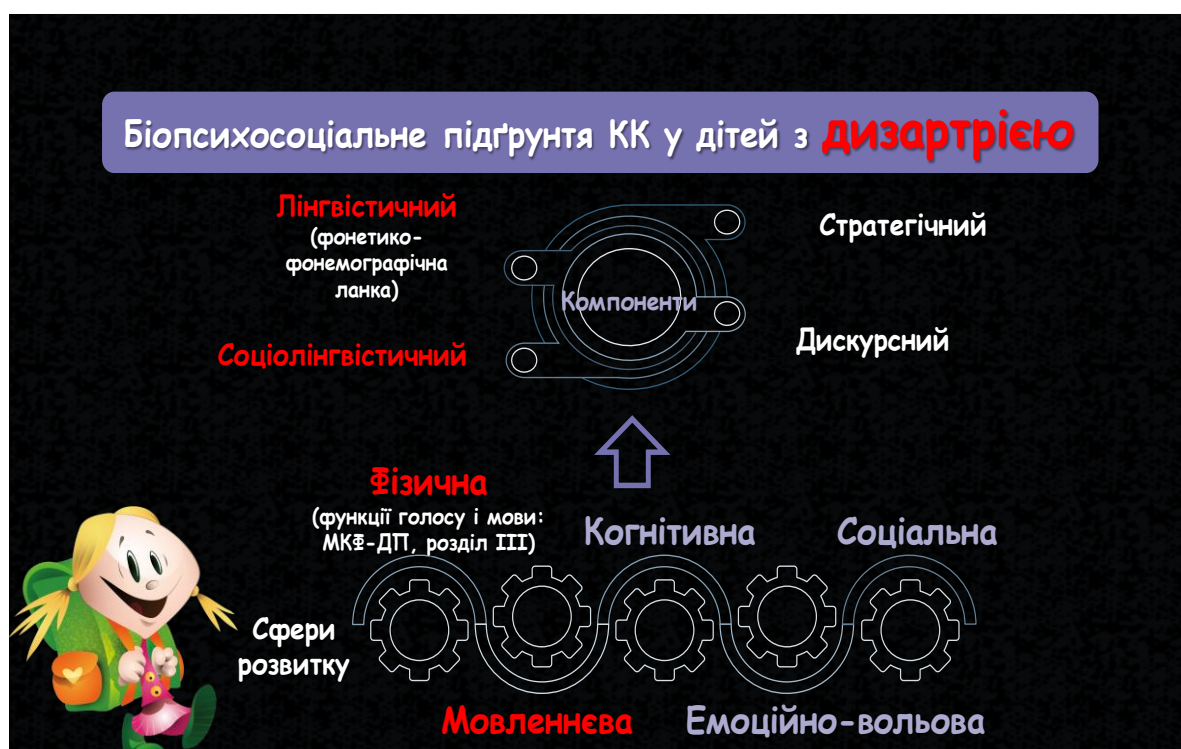 Біопсихосоціальне підґрунтя КК у дітей з дизартрією
Лінгвістичний
(фонетико-
фонемографічна
ланка)
Стратегічний
Компоненти
Соціолінгвістичний
Дискурсний
Фізична
(функції голосу і мови:
МКФ-ДП, розділ III)
Когнітивна
Соціальна
Сфери
розвитку
Мовленнєва
Емоційно-вольова